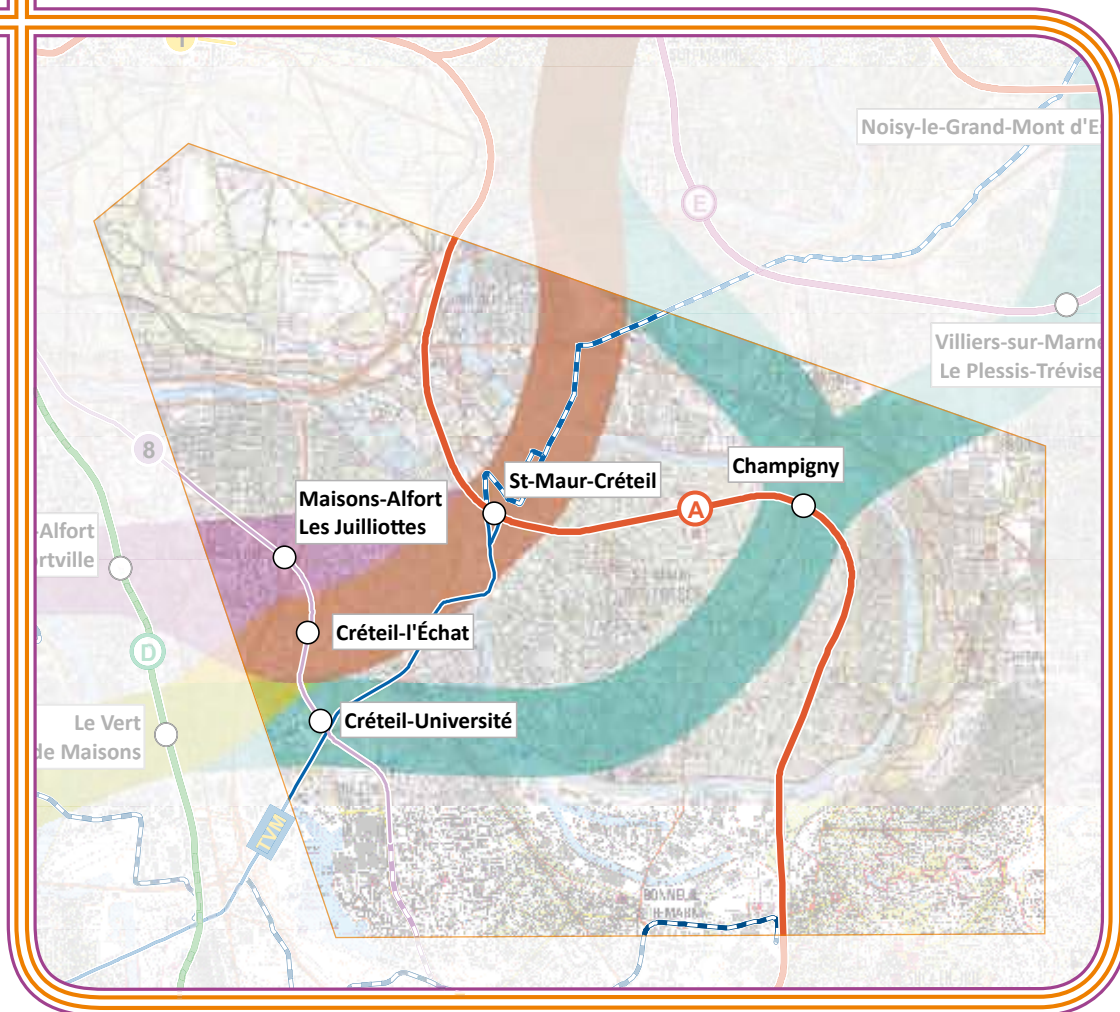 Noisy-le-Grand-Mont d'E
E
Villiers-sur-Marne
Le Plessis-Trévise
8
St-Maur-Créteil
Champigny
A
Maisons-Alfort
Les Juilliottes
-Alfort
rtville
Créteil-l'Échat
D
Créteil-Université
Le Vert
de Maisons
TVM
BONNEUIL